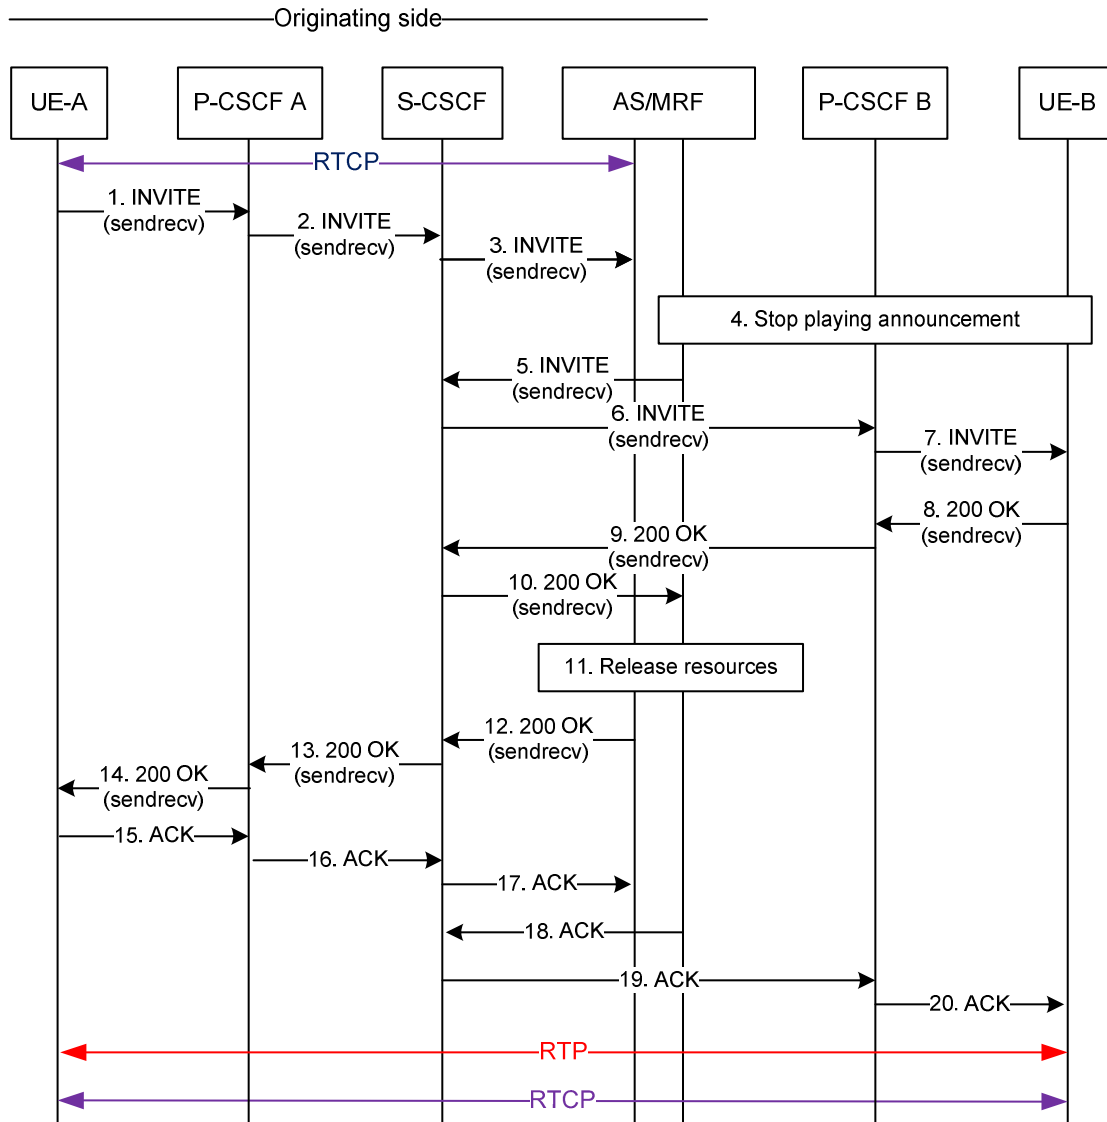 Originating side
UE-A
P-CSCF A
S-CSCF
AS/MRF
P-CSCF B
UE-B
RTCP
1. INVITE
(sendrecv)
2. INVITE
(sendrecv)
3. INVITE
(sendrecv)
4. Stop playing announcement
5. INVITE
(sendrecv)
6. INVITE
(sendrecv)
7. INVITE
(sendrecv)
8. 200 OK
(sendrecv)
9. 200 OK
(sendrecv)
10. 200 OK
(sendrecv)
11. Release resources
12. 200 OK
(sendrecv)
13. 200 OK
(sendrecv)
14. 200 OK
(sendrecv)
15. ACK
16. ACK
17. ACK
18. ACK
19. ACK
20. ACK
RTP
RTCP